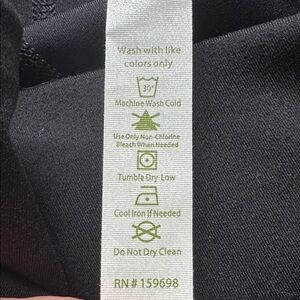 Wash with like
colors only
30°
Machine Wash Cold
Use Only Non-Chlorine
Bleach When Needed
Tumble Dry Low
Cool Iron If Needed
Do Not Dry Clean
RN # 159698